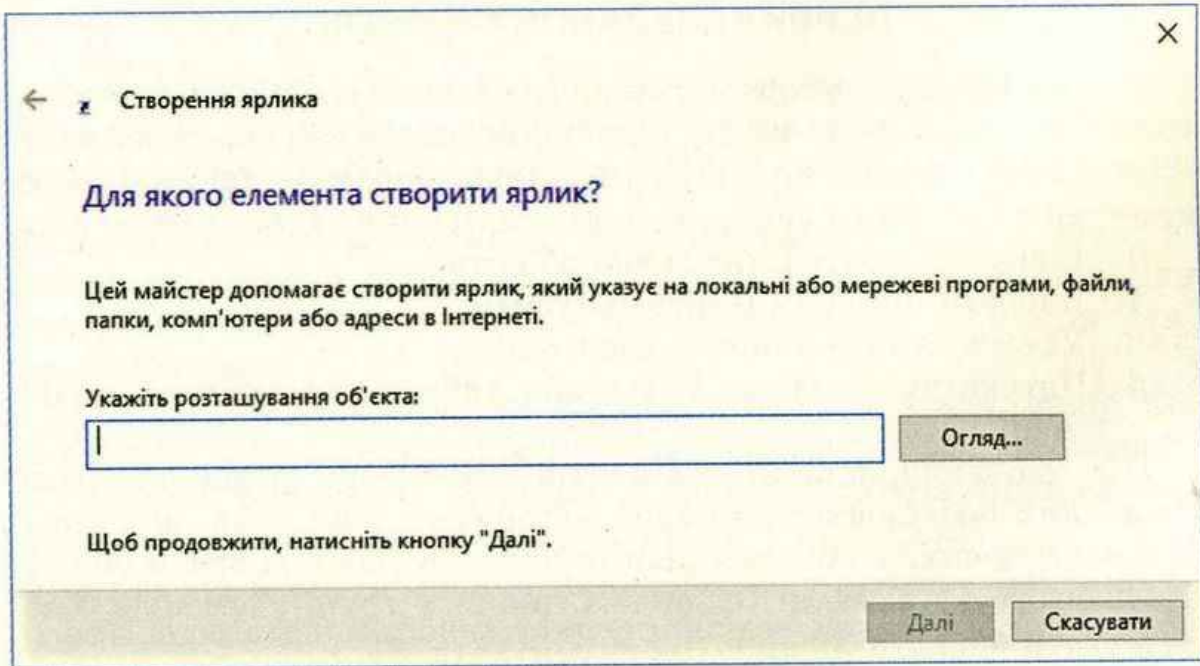 Створення ярлика
Для якого елемента створити ярлик?
Цей майстер допомагає створити ярлик, який указує на локальні або мережеві програми, файли,
папки, комп'ютери або адреси в Інтернеті.
Укажіть розташування об'єкта:
Огляд...
Щоб продовжити, натисніть кнопку "Далі".
Далі
Скасувати